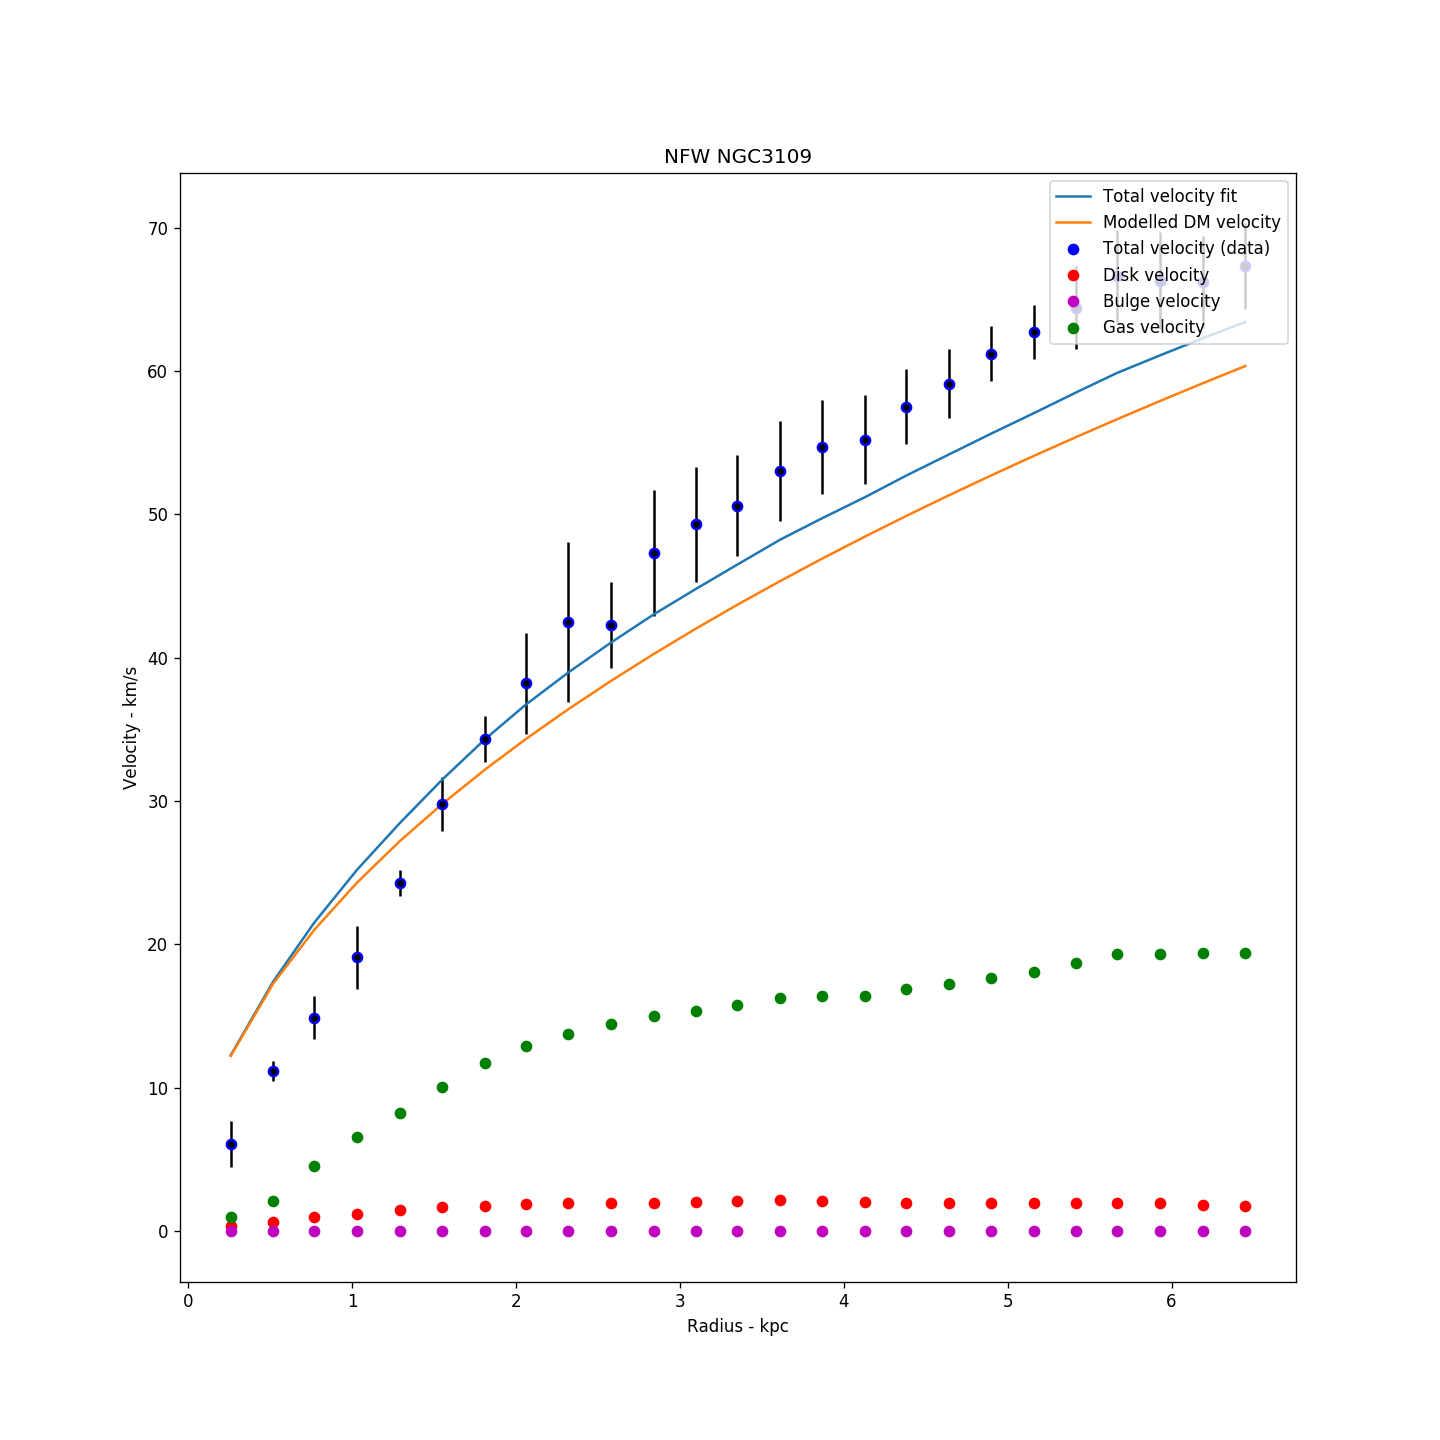 NFW NGC3109
Total velocity fit
Modelled DM velocity
Total velocity (data)
Disk velocity
Bulge velocity
Gas velocity
70
60
50
40
30
20
10
0
Velocity - km/s
0 1 2 3 4 5 6
Radius - kpc